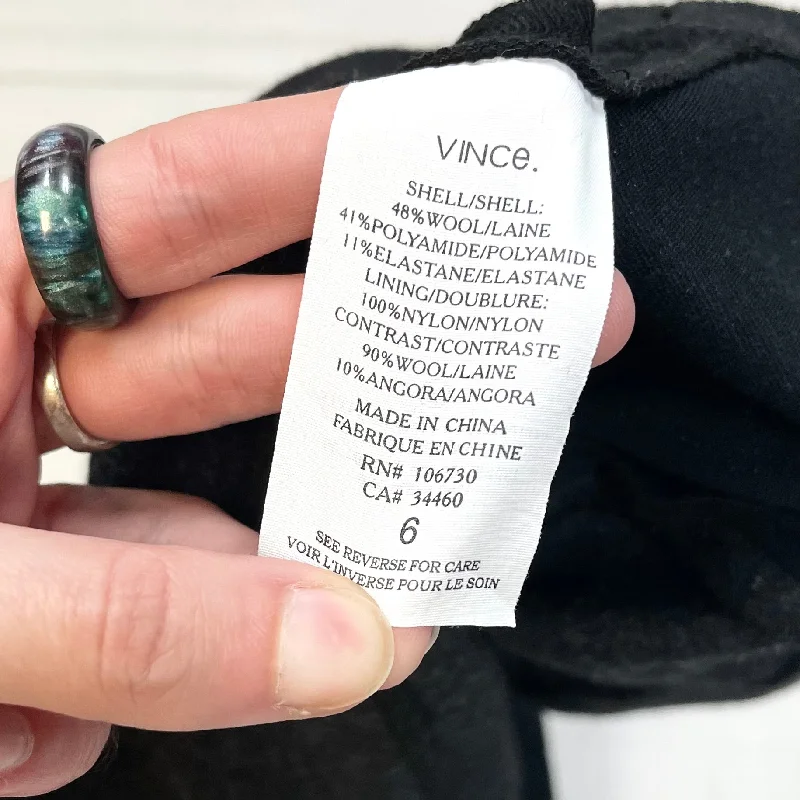 VINCe.
SHELL/SHELL:
48%WOOL/LAINE
41%POLYAMIDE/POLYAMIDE
11%ELASTANE/ELASTANE
LINING/DOUBLURE:
100%NYLON/NYLON
CONTRAST/CONTRASTE
90%WOOL/LAINE
10%ANGORA/ANGORA
MADE IN CHINA
FABRIQUE EN CHINE
RN# 106730
CA# 34460
6
SEE REVERSE FOR CARE
VOIR L'INVERSE POUR LE SOIN